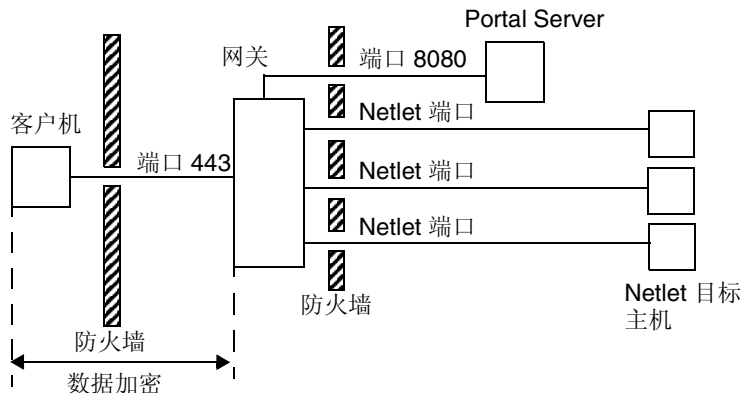 Portal Server
网关
端口 8080
客户机
Netlet 端口
端口 443
Netlet 端口
Netlet 端口
Netlet 目标
主机
防火墙
防火墙
数据加密